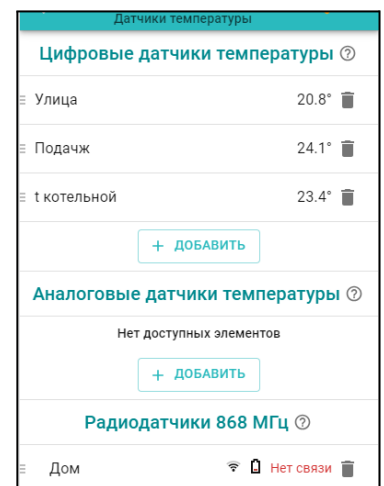 Датчики температуры
Цифровые датчики температуры
Улица 20.8°
Подачж 24.1°
t котельной 23.4°
+ ДОБАВИТЬ
Аналоговые датчики температуры
Нет доступных элементов
+ ДОБАВИТЬ
Радиодатчики 868 МГц
Дом Нет связи